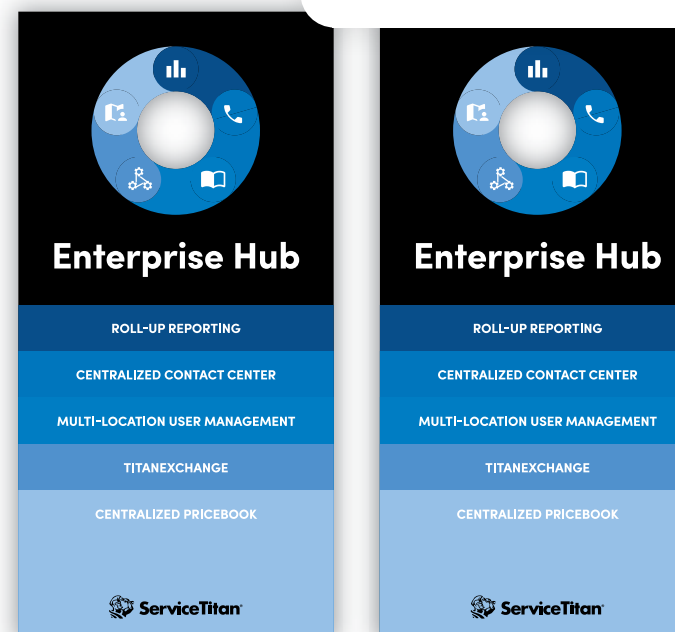 Enterprise Hub
ROLL-UP REPORTING
CENTRALIZED CONTACT CENTER
MULTI-LOCATION USER MANAGEMENT
TITANEXCHANGE
CENTRALIZED PRICEBOOK
ServiceTitan
Enterprise Hub
ROLL-UP REPORTING
CENTRALIZED CONTACT CENTER
MULTI-LOCATION USER MANAGEMENT
TITANEXCHANGE
CENTRALIZED PRICEBOOK
ServiceTitan